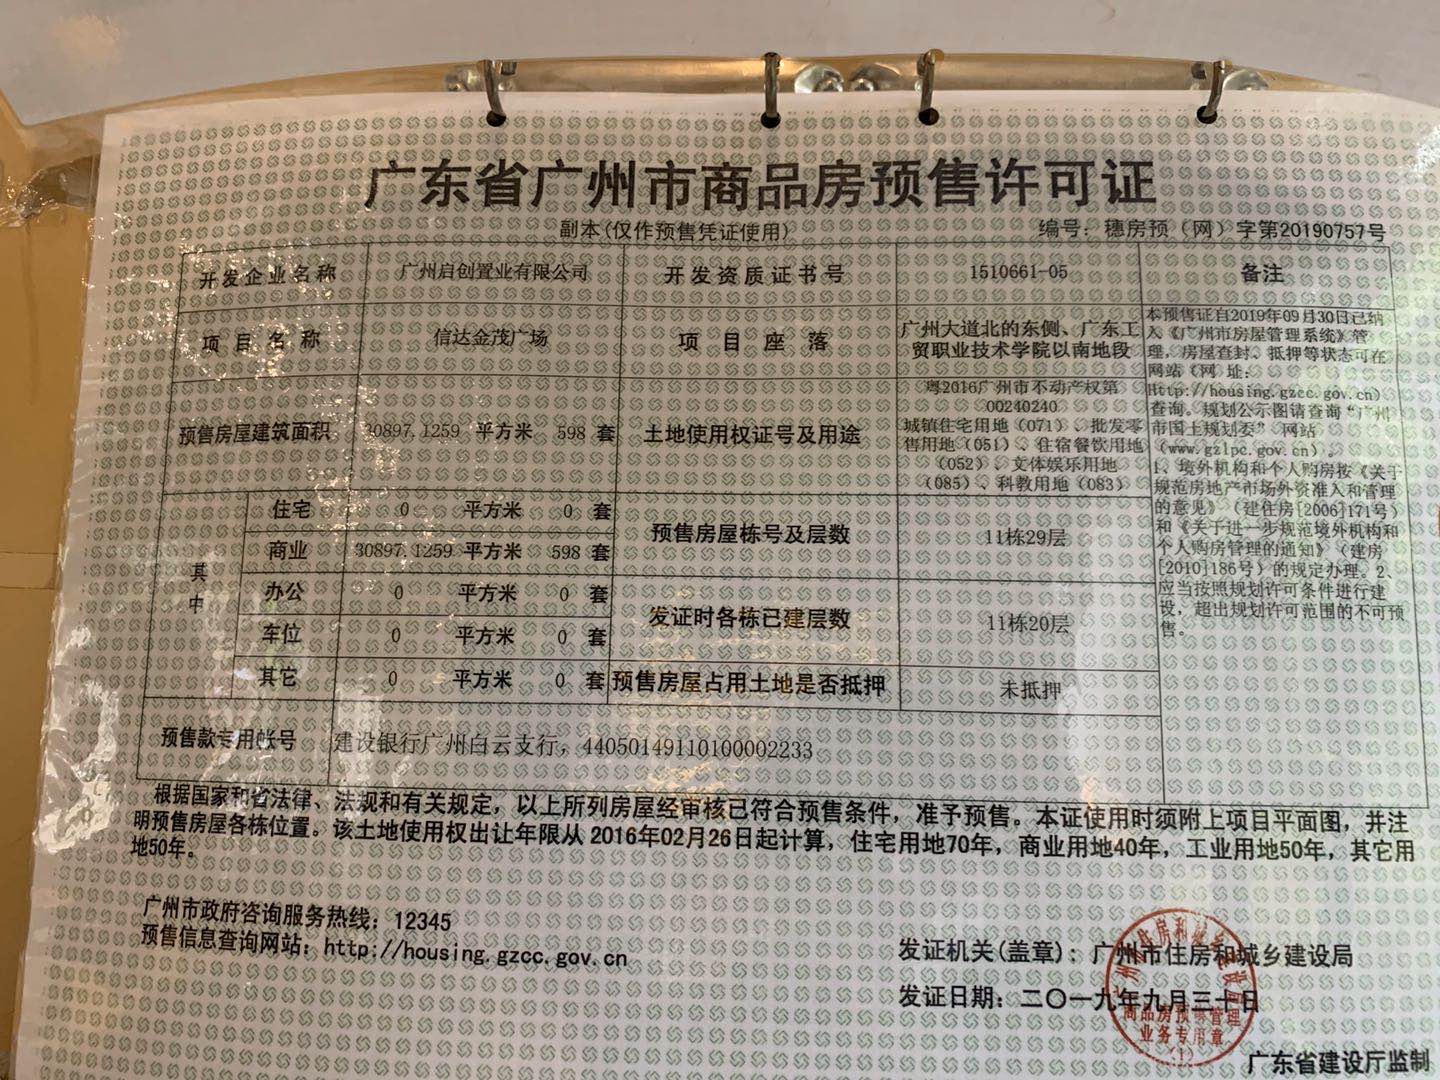 广东省广州市商品房预售许可证
副本(仅作预售凭证使用)
编号：穗房预（网）字第20190757号
开发企业名称 广州启创置业有限公司 开发资质证书号 1510661-05 备注
项目名称 信达金茂广场 项目座落
广州大道北的东侧、广东工
贸职业技术学院以南地段
预售房屋建筑面积 30897.1259 平方米 598 套 土地使用权证号及用途
粤2016广州市不动产权第
00240240
城镇住宅用地（071）、批发零
售用地（051）、住宿餐饮用地
（052）、文体娱乐用地
（085）、科教用地（083）
其中
住宅 0 平方米 0 套
商业 30897.1259 平方米 598 套
办公 0 平方米 0 套
车位 0 平方米 0 套
其它 0 平方米 0 套
预售房屋栋号及层数 11栋29层
发证时各栋已建层数 11栋20层
预售房屋占用土地是否抵押 未抵押
本预售证自2019年09月30日已纳
入《广州市房屋管理系统》管
理，房屋查封、抵押等状态可在
网站（网 址：
Http://housing.gzcc.gov.cn）
查询。规划公示图请查询“广州
市国土规划委” 网站
（www.gzlpc.gov.cn）。
1、境外机构和个人购房按《关于
规范房地产市场外资准入和管理
的意见》（建住房[2006]171号）
和《关于进一步规范境外机构和
个人购房管理的通知》（建房
[2010]186号）的规定办理。2、
应当按照规划许可条件进行建
设，超出规划许可范围的不可预
售。
预售款专用帐号 建设银行广州白云支行，44050149110100002233
根据国家和省法律、法规和有关规定，以上所列房屋经审核已符合预售条件，准予预售。本证使用时须附上项目平面图，并注
明预售房屋各栋位置。该土地使用权出让年限从 2016年02月26日起计算，住宅用地70年，商业用地40年，工业用地50年，其它用
地50年。
广州市政府咨询服务热线：12345
预售信息查询网站：http://housing.gzcc.gov.cn
发证机关(盖章)：广州市住房和城乡建设局
发证日期：二〇一九年九月三十日
商品房预售管理
业务专用章
（1）
广东省建设厅监制